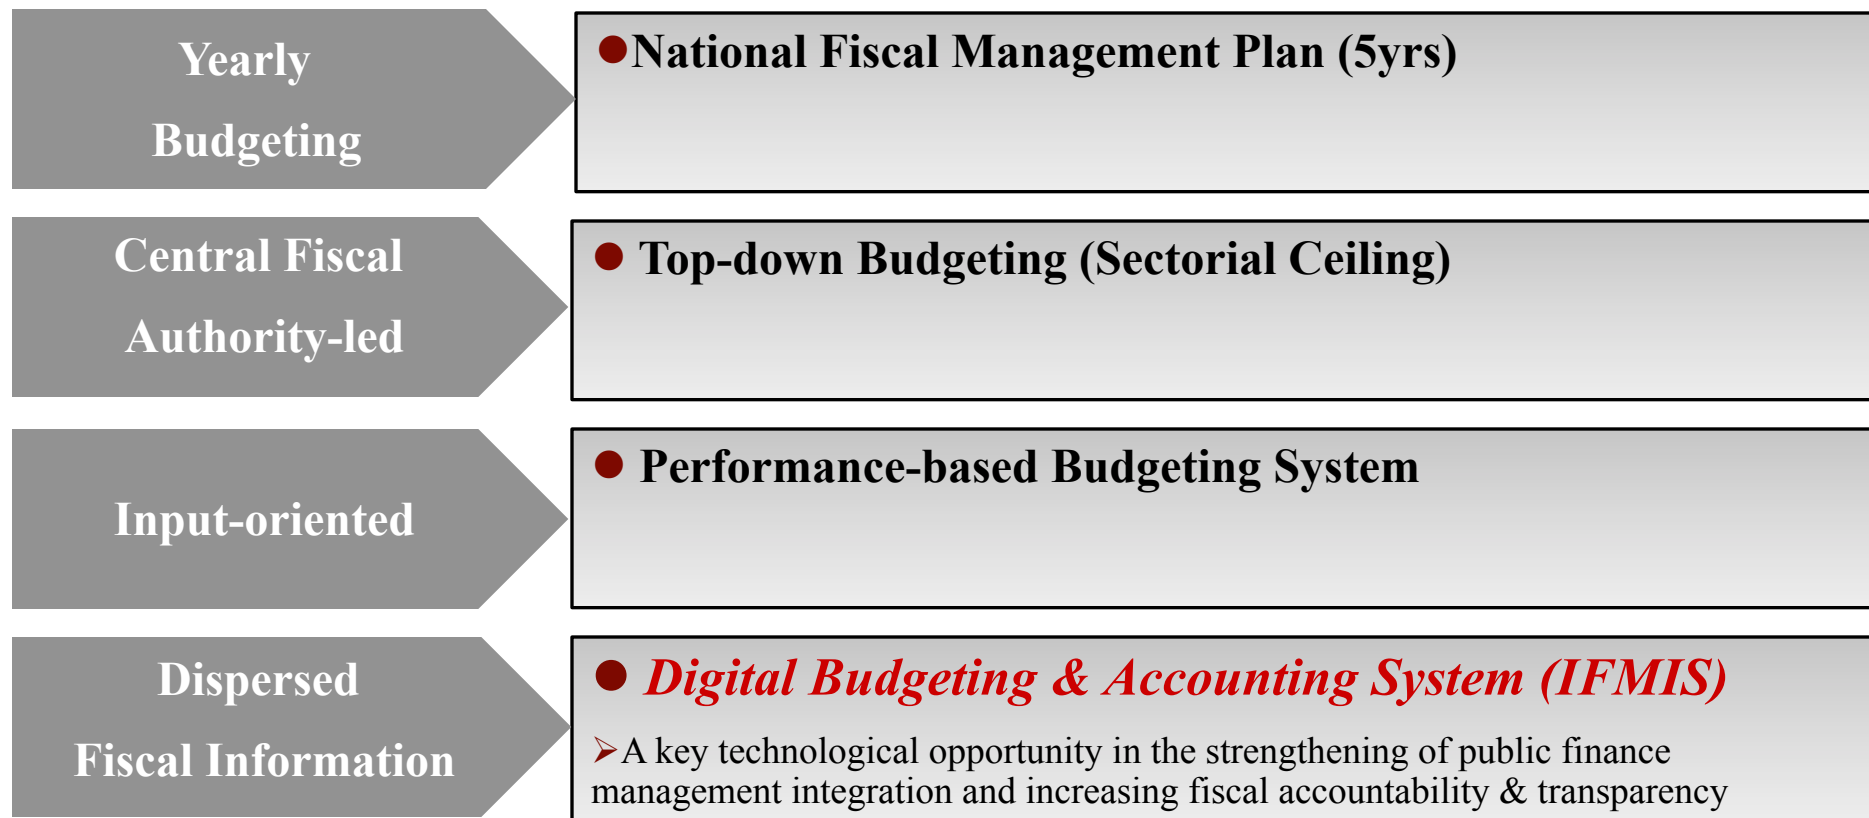 Yearly
Budgeting
●National Fiscal Management Plan (5yrs)
Central Fiscal
Authority-led
● Top-down Budgeting (Sectorial Ceiling)
Input-oriented
● Performance-based Budgeting System
Dispersed
Fiscal Information
● Digital Budgeting & Accounting System (IFMIS)
➢A key technological opportunity in the strengthening of public finance
management integration and increasing fiscal accountability & transparency